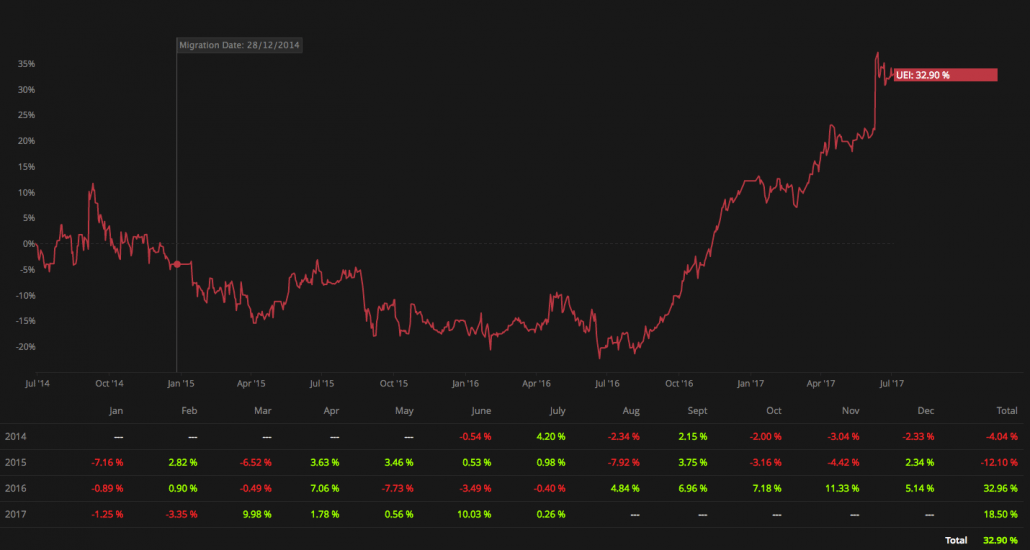 Migration Date: 28/12/2014
35%
UEI: 32.90 %
30%
25%
20%
15%
10%
5%
0%
-5%
-10%
-15%
-20%
Jul '14 Oct '14 Jan '15 Apr '15 Jul '15 Oct '15 Jan '16 Apr '16 Jul '16 Oct '16 Jan '17 Apr '17 Jul '17
Jan Feb Mar Apr May June July Aug Sept Oct Nov Dec Total
2014 --- --- --- --- --- -0.54 % 4.20 % -2.34 % 2.15 % -2.00 % -3.04 % -2.33 % -4.04 %
2015 -7.16 % 2.82 % -6.52 % 3.63 % 3.46 % 0.53 % 0.98 % -7.92 % 3.75 % -3.16 % -4.42 % 2.34 % -12.10 %
2016 -0.89 % 0.90 % -0.49 % 7.06 % -7.73 % -3.49 % -0.40 % 4.84 % 6.96 % 7.18 % 11.33 % 5.14 % 32.96 %
2017 -1.25 % -3.35 % 9.98 % 1.78 % 0.56 % 10.03 % 0.26 % --- --- --- --- --- 18.50 %
Total 32.90 %